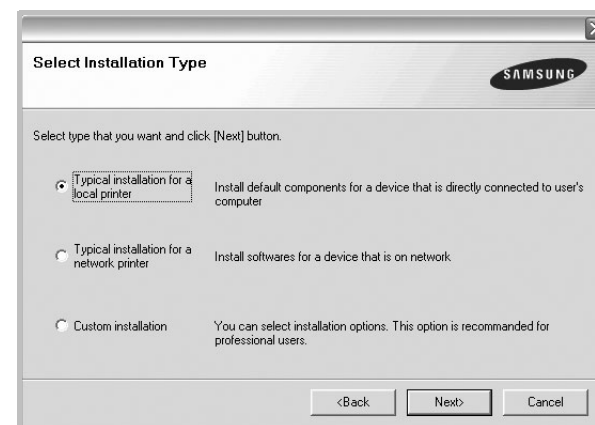 Select Installation Type
SAMSUNG
Select type that you want and click [Next] button.
Typical installation for a
local printer
Install default components for a device that is directly connected to user's
computer
Typical installation for a
network printer
Install softwares for a device that is on network
Custom installation
You can select installation options. This option is recommanded for
professional users.
<Back
Next>
Cancel